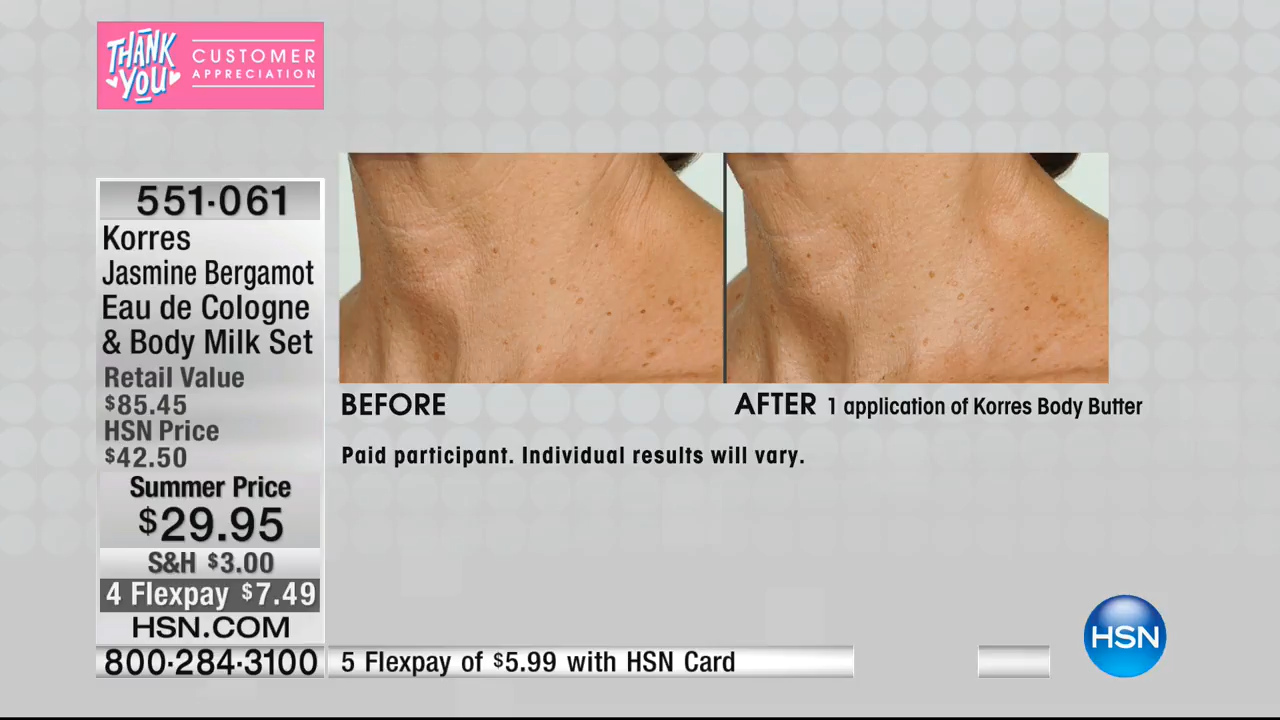 THANK YOU
CUSTOMER
APPRECIATION
551·061
Korres
Jasmine Bergamot
Eau de Cologne
& Body Milk Set
Retail Value
$85.45
HSN Price
$42.50
Summer Price
$29.95
S&H $3.00
4 Flexpay $7.49
HSN.COM
800·284·3100
BEFORE
AFTER 1 application of Korres Body Butter
Paid participant. Individual results will vary.
5 Flexpay of $5.99 with HSN Card
HSN